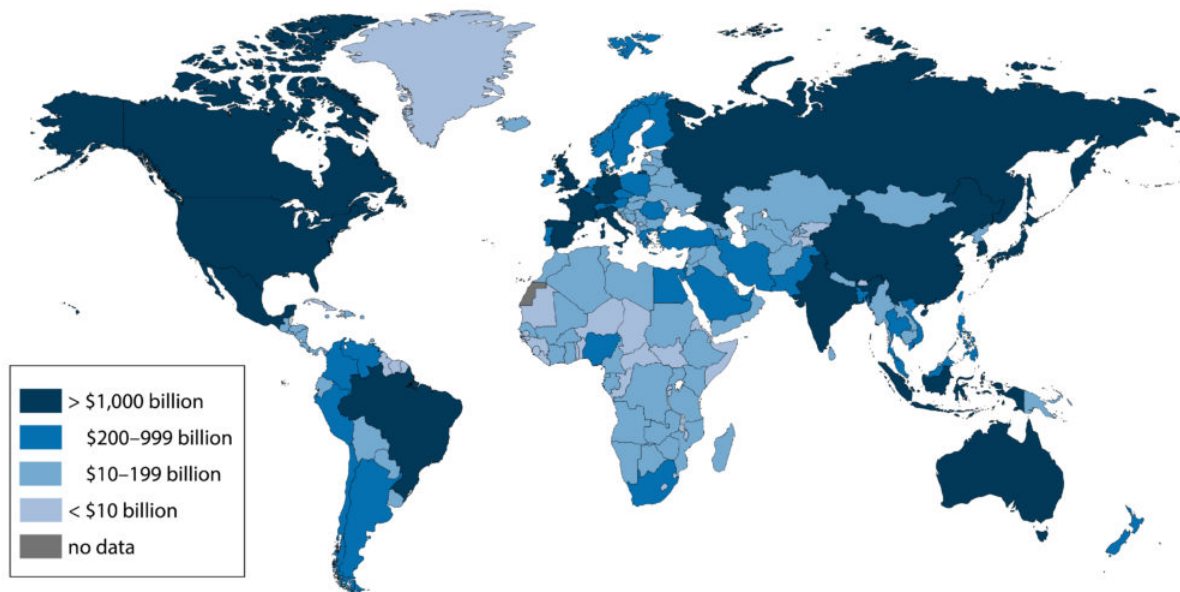 > $1,000 billion
$200–999 billion
$10–199 billion
< $10 billion
no data